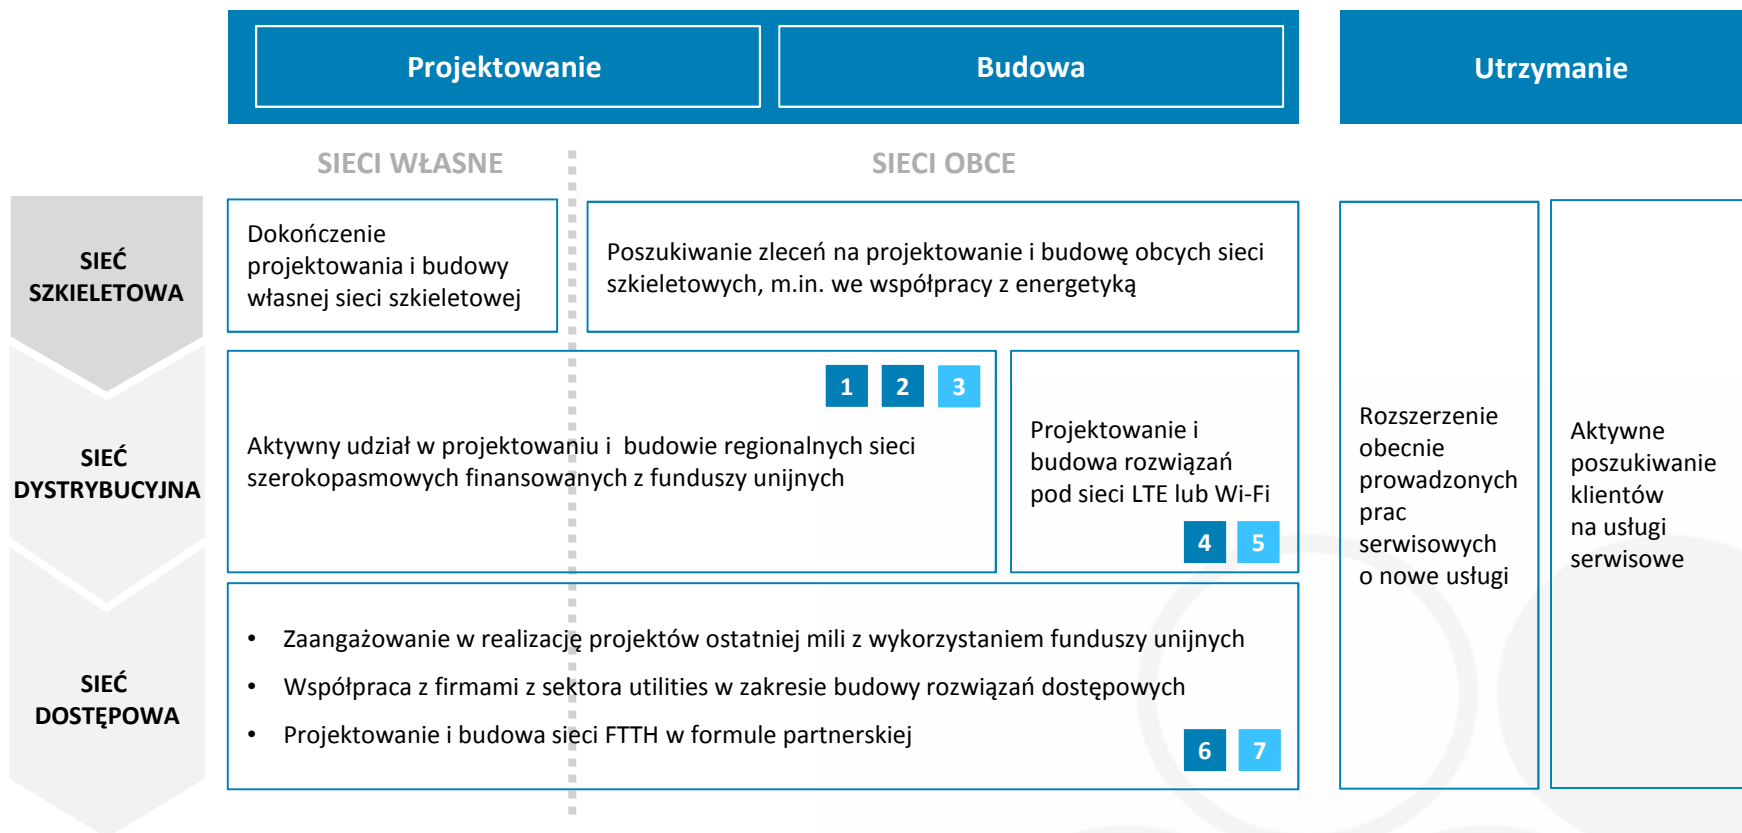 Projektowanie
Budowa
Utrzymanie
SIECI WŁASNE
SIECI OBCE
SIEĆ
SZKIELETOWA
Dokończenie
projektowania i budowy
własnej sieci szkieletowej
Poszukiwanie zleceń na projektowanie i budowę obcych sieci
szkieletowych, m.in. we współpracy z energetyką
SIEĆ
DYSTRYBUCYJNA
1 2 3
Aktywny udział w projektowaniu i budowie regionalnych sieci
szerokopasmowych finansowanych z funduszy unijnych
Projektowanie i
budowa rozwiązań
pod sieci LTE lub Wi-Fi
4 5
SIEĆ
DOSTĘPOWA
• Zaangażowanie w realizację projektów ostatniej mili z wykorzystaniem funduszy unijnych
• Współpraca z firmami z sektora utilities w zakresie budowy rozwiązań dostępowych
• Projektowanie i budowa sieci FTTH w formule partnerskiej
6 7
Rozszerzenie
obecnie
prowadzonych
prac
serwisowych
o nowe usługi
Aktywne
poszukiwanie
klientów
na usługi
serwisowe